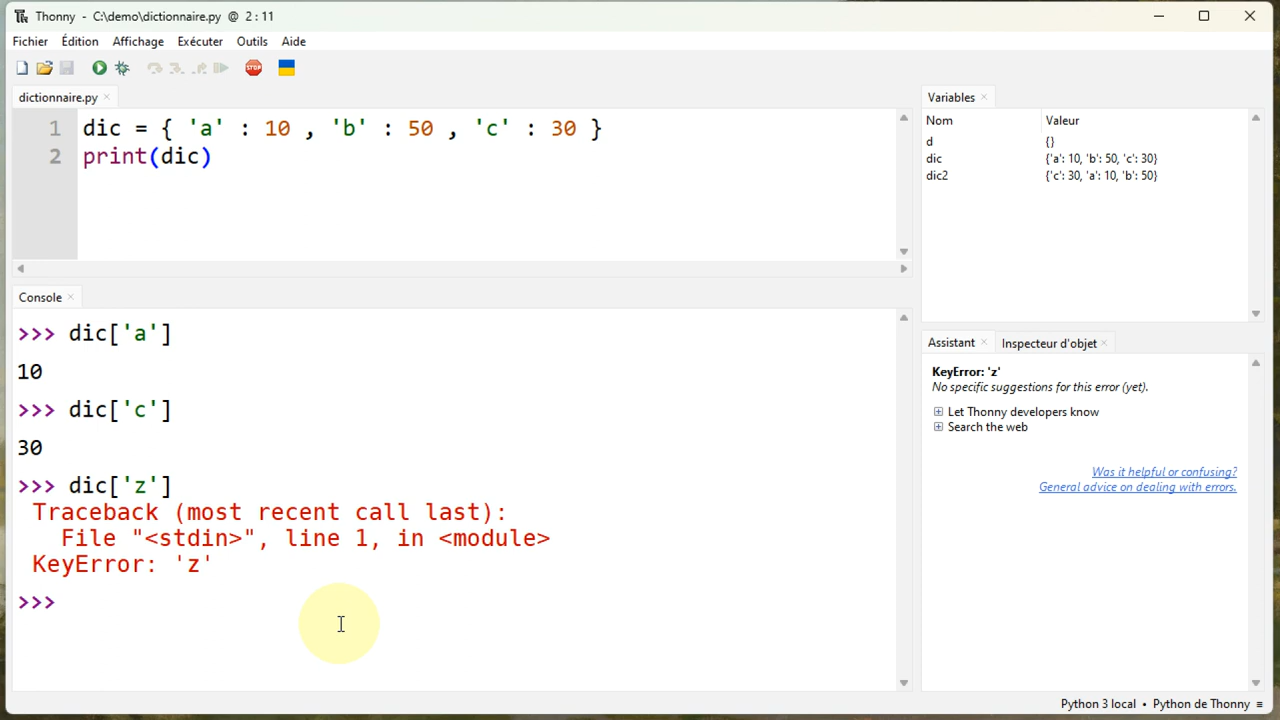 Thonny - C:\demo\dictionnaire.py @ 2 : 11
Fichier Édition Affichage Exécuter Outils Aide
STOP
dictionnaire.py
1 dic = { 'a' : 10 , 'b' : 50 , 'c' : 30 }
2 print(dic)
Console
>>> dic['a']
10
>>> dic['c']
30
>>> dic['z']
Traceback (most recent call last):
File "<stdin>", line 1, in <module>
KeyError: 'z'
>>>
Variables
Nom Valeur
d {}
dic {'a': 10, 'b': 50, 'c': 30}
dic2 {'c': 30, 'a': 10, 'b': 50}
Assistant Inspecteur d'objet
KeyError: 'z'
No specific suggestions for this error (yet).
Let Thonny developers know
Search the web
Was it helpful or confusing?
General advice on dealing with errors.
Python 3 local • Python de Thonny ≡